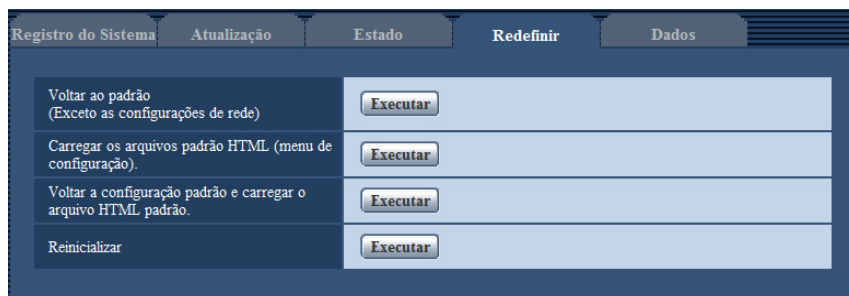 Registro do Sistema Atualização Estado Redefinir Dados
Voltar ao padrão
(Exceto as configurações de rede)
Executar
Carregar os arquivos padrão HTML (menu de
configuração).
Executar
Voltar a configuração padrão e carregar o
arquivo HTML padrão.
Executar
Reinicializar
Executar